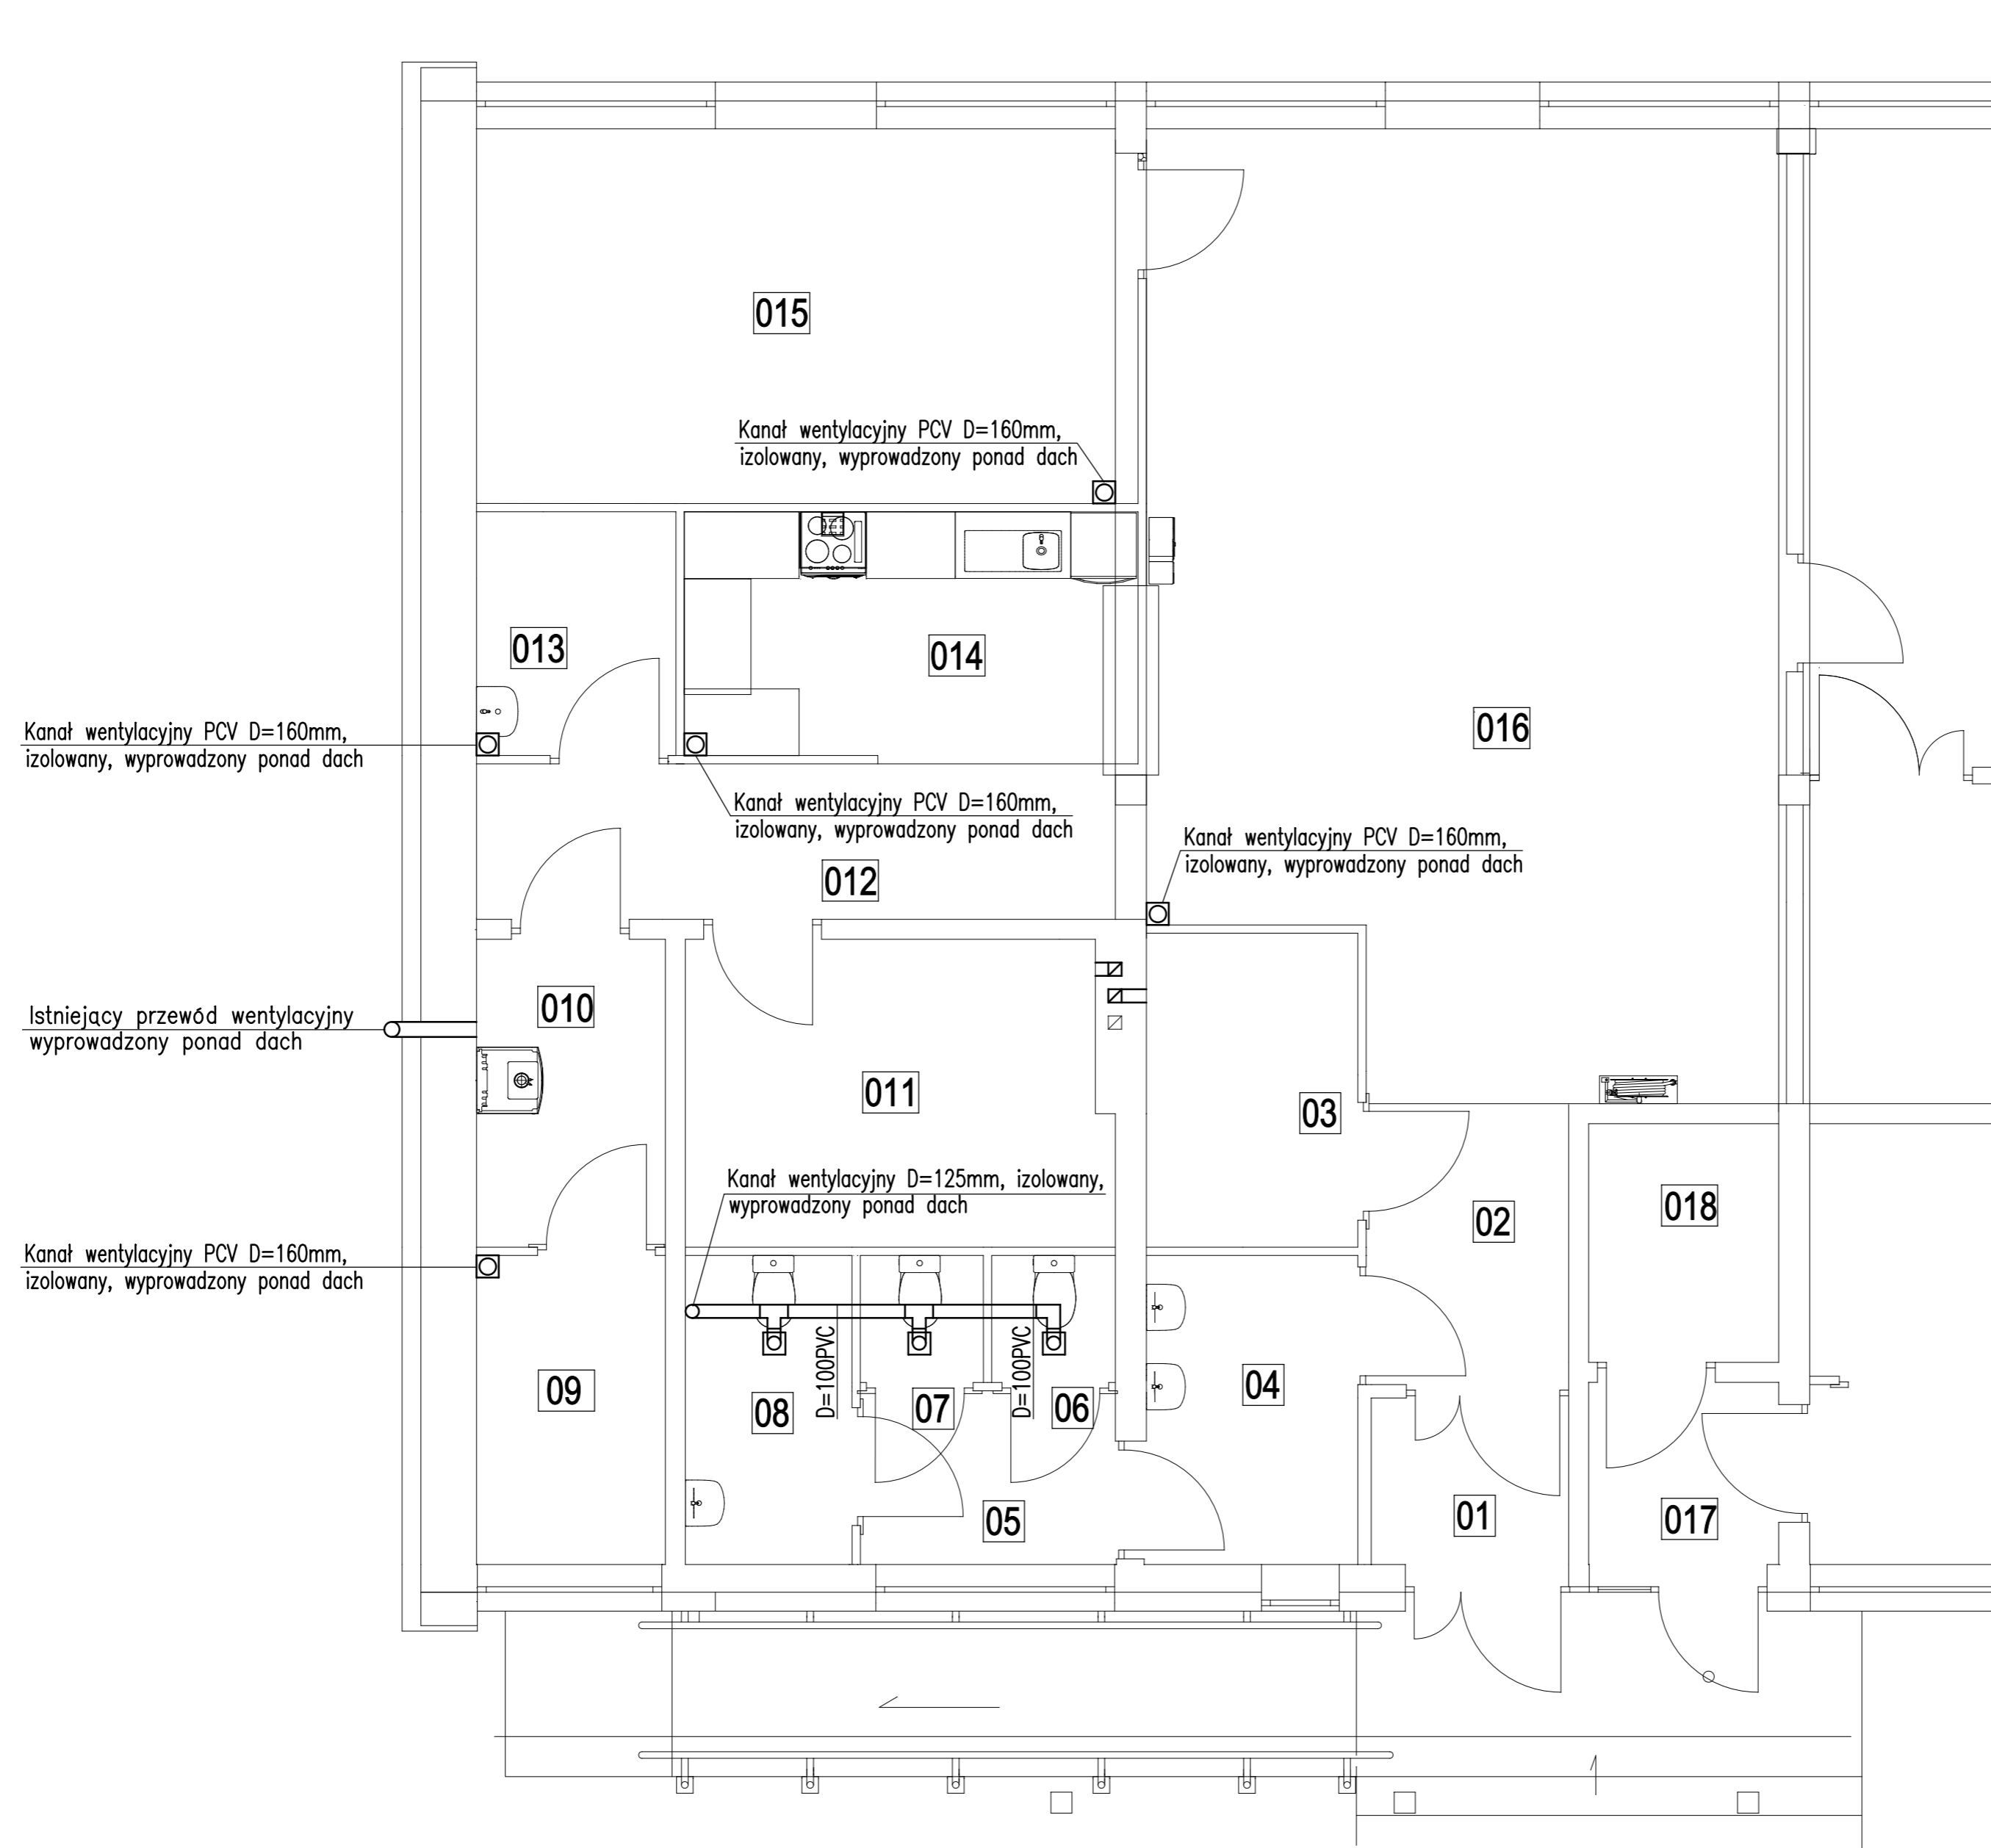 015
Kanał wentylacyjny PCV D=160mm,
izolowany, wyprowadzony ponad dach
013
014
016
Kanał wentylacyjny PCV D=160mm,
izolowany, wyprowadzony ponad dach
Kanał wentylacyjny PCV D=160mm,
izolowany, wyprowadzony ponad dach
Kanał wentylacyjny PCV D=160mm,
izolowany, wyprowadzony ponad dach
012
010
Istniejący przewód wentylacyjny
wyprowadzony ponad dach
011
03
Kanał wentylacyjny D=125mm, izolowany,
wyprowadzony ponad dach
02
018
Kanał wentylacyjny PCV D=160mm,
izolowany, wyprowadzony ponad dach
09
08
D=100PVC
07
D=100PVC
06
04
05
01
017